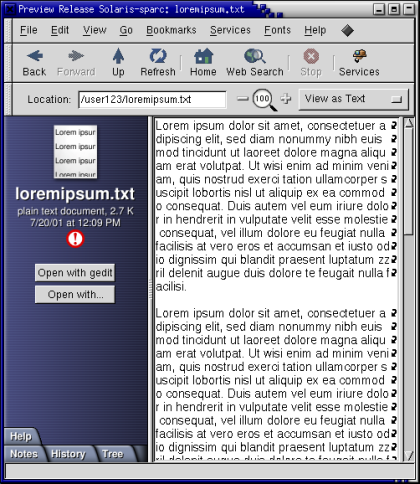 Preview Release Solaris-sparc: loremipsum.txt
File Edit View Go Bookmarks Services Fonts Help
Back Forward Up Refresh Home Web Search Stop Services
Location: /user123/loremipsum.txt 100 View as Text
Lorem ipsur
Lorem ipsur
Lorem ipsur
Lorem ipsur
loremipsum.txt
plain text document, 2.7 K
7/20/01 at 12:09 PM
Open with gedit
Open with...
Help
Notes History Tree
Lorem ipsum dolor sit amet, consectetuer a
dipiscing elit, sed diam nonummy nibh euis
mod tincidunt ut laoreet dolore magna aliqu
am erat volutpat. Ut wisi enim ad minim veni
am, quis nostrud exerci tation ullamcorper s
uscipit lobortis nisl ut aliquip ex ea commod
o consequat. Duis autem vel eum iriure dolo
r in hendrerit in vulputate velit esse molestie
consequat, vel illum dolore eu feugiat nulla
facilisis at vero eros et accumsan et iusto od
io dignissim qui blandit praesent luptatum zz
ril delenit augue duis dolore te feugait nulla f
acilisi.
Lorem ipsum dolor sit amet, consectetuer a
dipiscing elit, sed diam nonummy nibh euis
mod tincidunt ut laoreet dolore magna aliqu
am erat volutpat. Ut wisi enim ad minim veni
am, quis nostrud exerci tation ullamcorper s
uscipit lobortis nisl ut aliquip ex ea commod
o consequat. Duis autem vel eum iriure dolo
r in hendrerit in vulputate velit esse molestie
consequat, vel illum dolore eu feugiat nulla
facilisis at vero eros et accumsan et iusto od
io dignissim qui blandit praesent luptatum zz
ril delenit augue duis dolore te feugait nulla f